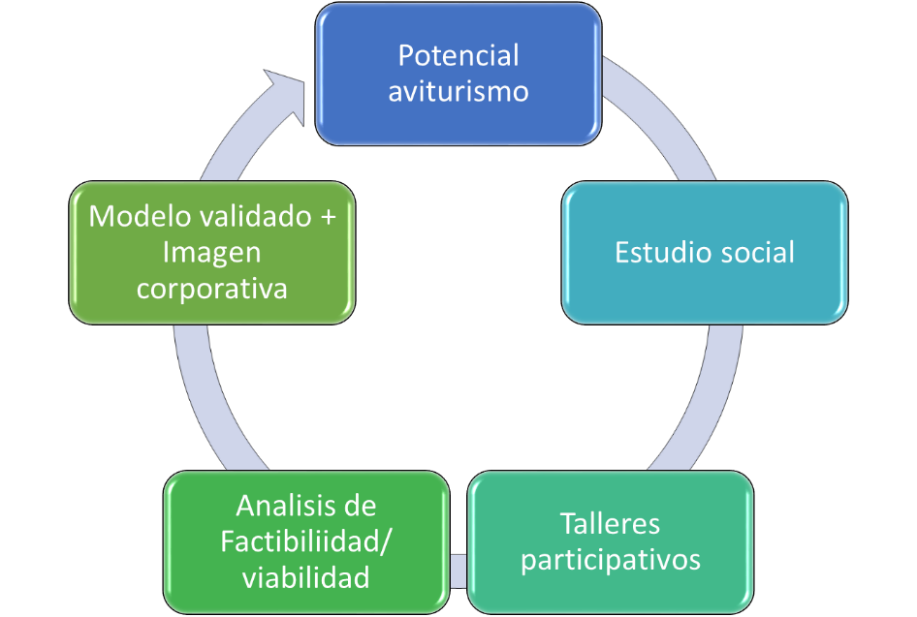 Potencial
aviturismo
Estudio social
Talleres
participativos
Analisis de
Factibiliidad/
viabilidad
Modelo validado +
Imagen
corporativa